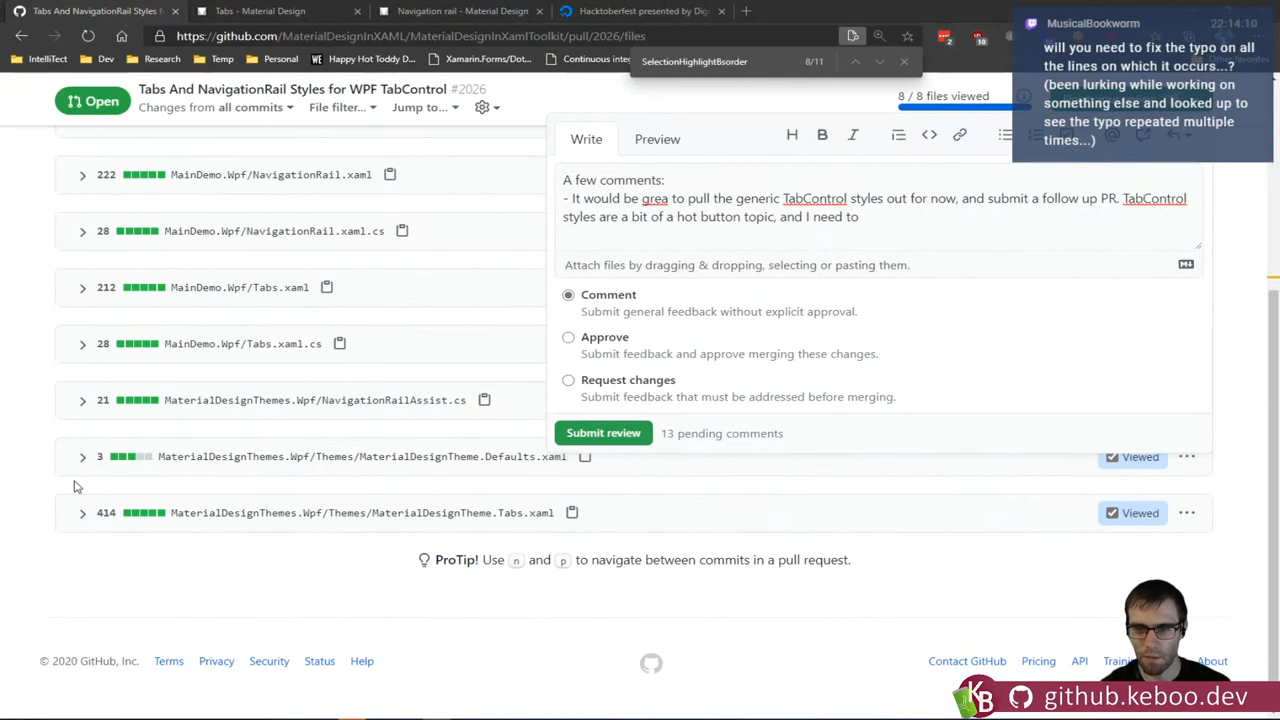 Tabs And NavigationRail Styles f
Tabs - Material Design
Navigation rail - Material Design
Hacktoberfest presented by Digi
https://github.com/MaterialDesignInXAML/MaterialDesignInXamlToolkit/pull/2026/files
2
10
IntelliTect
Dev
Research
Temp
Personal
Happy Hot Toddy D...
Xamarin.Forms/Dot...
Continuous integ
SelectionHighlightBsorder
8/11
MusicalBookworm
22:14:10
will you need to fix the typo on all
the lines on which it occurs...?
(been lurking while working on
something else and looked up to
see the typo repeated multiple
times...)
Open
Tabs And NavigationRail Styles for WPF TabControl #2026
Changes from all commits
File filter...
Jump to...
8 / 8 files viewed
Write
Preview
A few comments:
- It would be grea to pull the generic TabControl styles out for now, and submit a follow up PR. TabControl
styles are a bit of a hot button topic, and I need to
Attach files by dragging & dropping, selecting or pasting them.
Comment
Submit general feedback without explicit approval.
Approve
Submit feedback and approve merging these changes.
Request changes
Submit feedback that must be addressed before merging.
Submit review
13 pending comments
222 MainDemo.Wpf/NavigationRail.xaml
28 MainDemo.Wpf/NavigationRail.xaml.cs
212 MainDemo.Wpf/Tabs.xaml
28 MainDemo.Wpf/Tabs.xaml.cs
21 MaterialDesignThemes.Wpf/NavigationRailAssist.cs
3 MaterialDesignThemes.Wpf/Themes/MaterialDesignTheme.Defaults.xaml
Viewed
414 MaterialDesignThemes.Wpf/Themes/MaterialDesignTheme.Tabs.xaml
Viewed
ProTip! Use n and p to navigate between commits in a pull request.
© 2020 GitHub, Inc.
Terms
Privacy
Security
Status
Help
Contact GitHub
Pricing
API
Traini
About
KB
github.keboo.dev